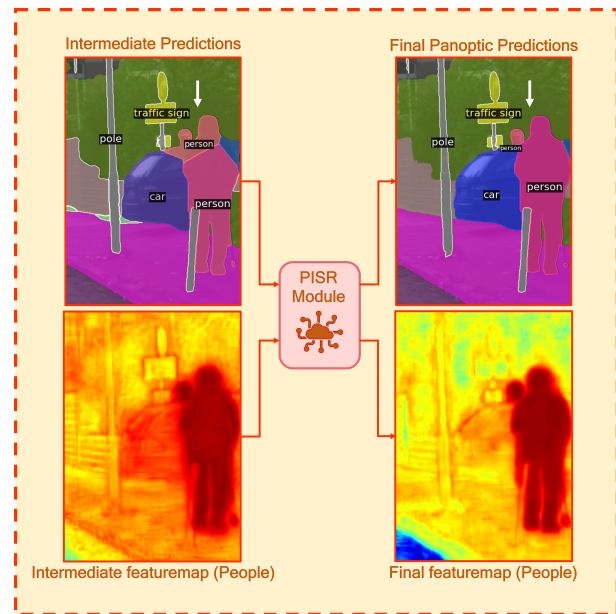 Intermediate Predictions
Final Panoptic Predictions
traffic sign
pole
person
car
person
traffic sign
pole
person
car
person
PISR
Module
Intermediate featuremap (People)
Final featuremap (People)